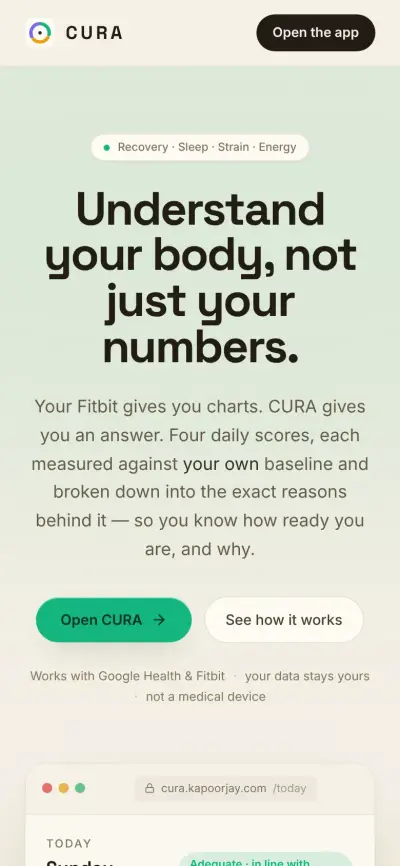 CURA
Open the app
Recovery · Sleep · Strain · Energy
Understand
your body, not
just your
numbers.
Your Fitbit gives you charts. CURA gives
you an answer. Four daily scores, each
measured against your own baseline and
broken down into the exact reasons
behind it — so you know how ready you
are, and why.
Open CURA →
See how it works
Works with Google Health & Fitbit · your data stays yours
· not a medical device
cura.kapoorjay.com /today
TODAY
Sunday
Adequate · in line with